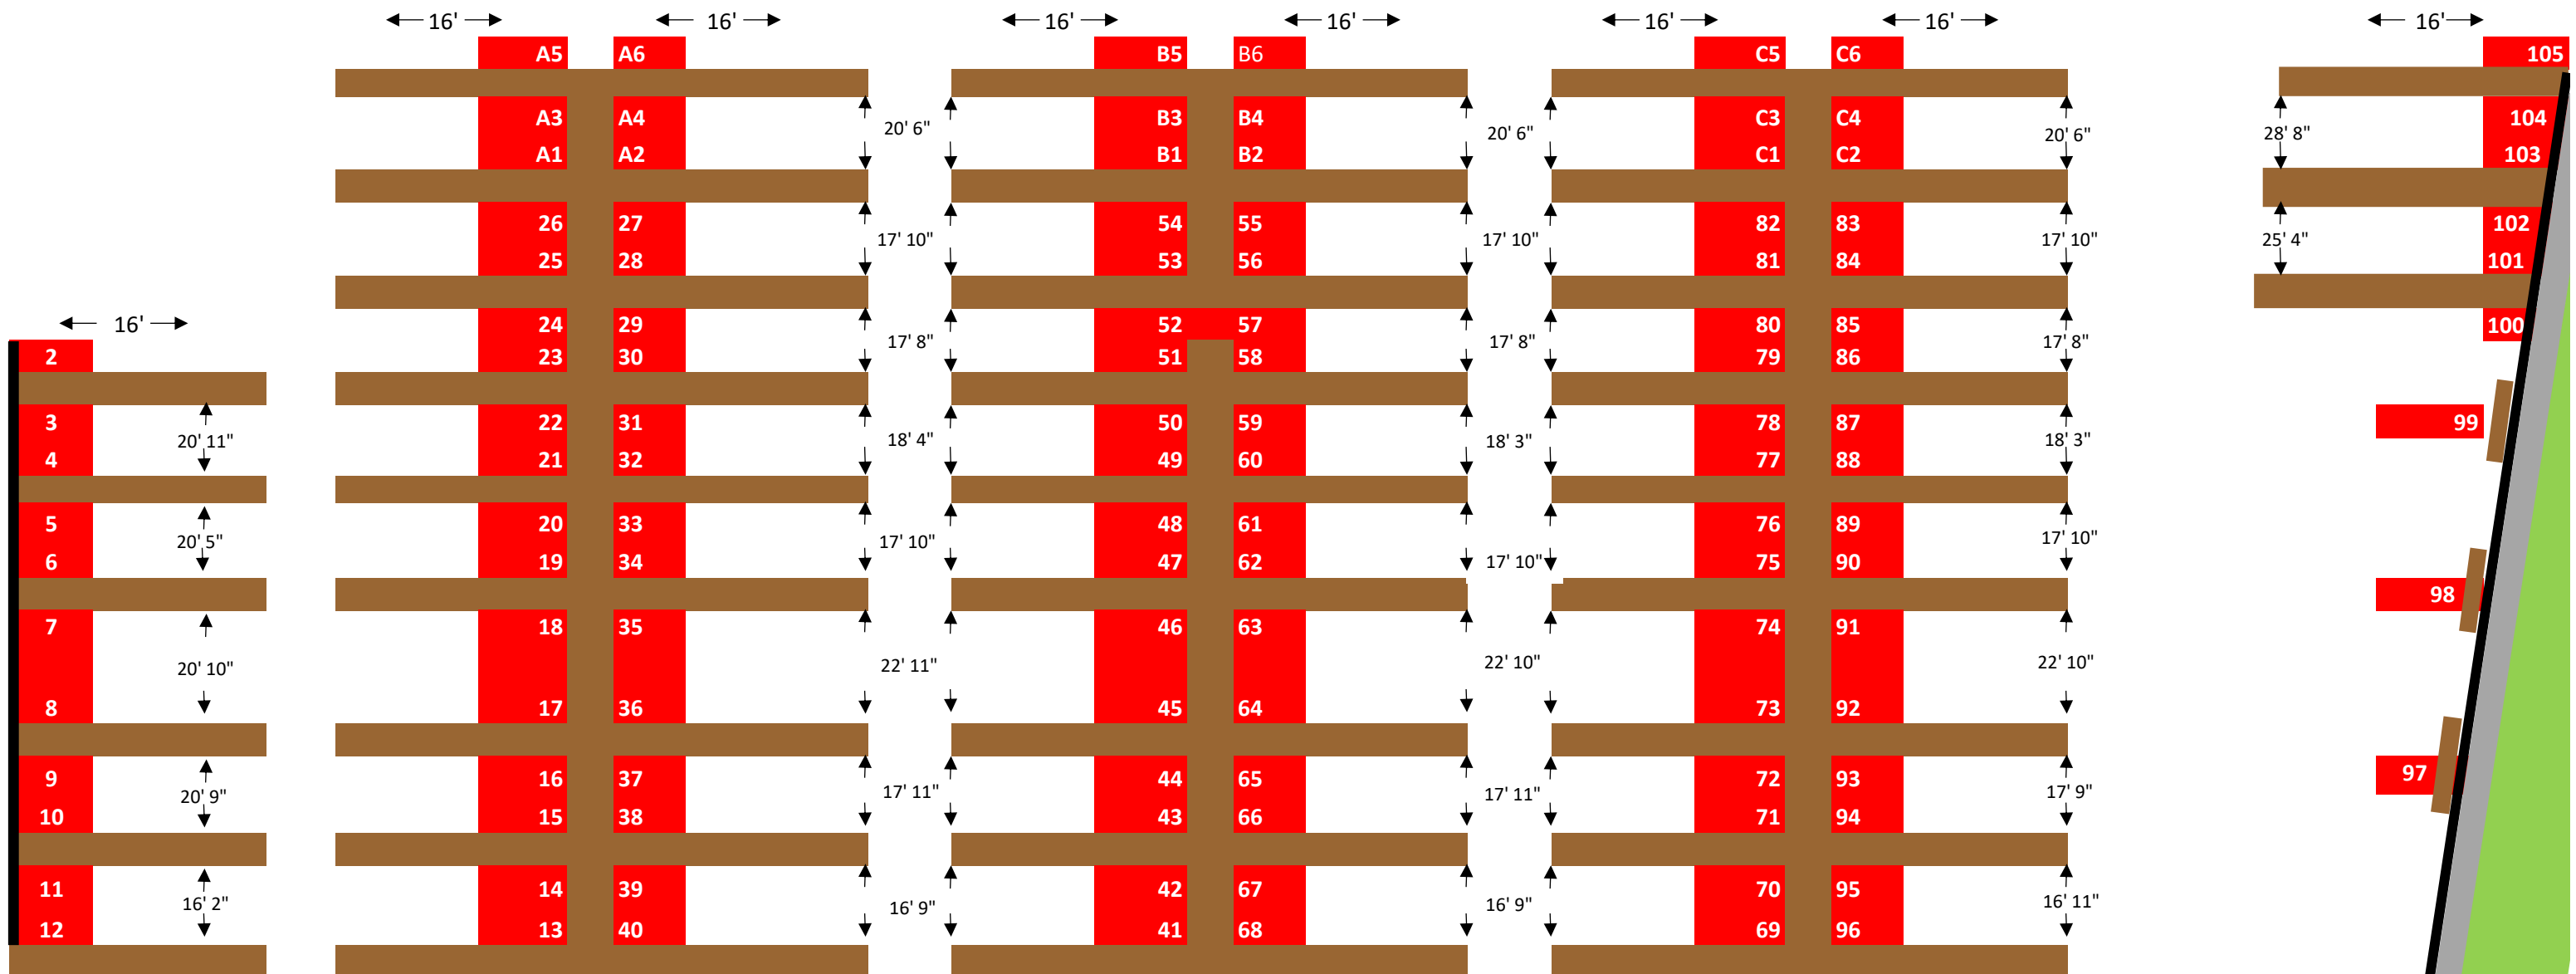 16' 16' 16' 16' 16' 16' 16'
A5 A6 B5 B6 C5 C6 105
A3 A4 20' 6" B3 B4 20' 6" C3 C4 20' 6" 28' 8" 104
A1 A2 B1 B2 C1 C2 103
26 27 54 55 82 83 102
17' 10" 17' 10" 17' 10" 25' 4"
25 28 53 56 81 84 101
16' 24 29 52 57 80 85 100
17' 8" 17' 8" 17' 8"
2 23 30 51 58 79 86
3 22 31 50 59 78 87 99
20' 11" 18' 4" 18' 3" 18' 3"
4 21 32 49 60 77 88
5 20 33 48 61 76 89
20' 5" 17' 10" 17' 10"
6 19 34 47 62 17' 10" 75 90
98
7 18 35 46 63 74 91
20' 10" 22' 11" 22' 10" 22' 10"
8 17 36 45 64 73 92
9 16 37 44 65 72 93 97
20' 9" 17' 11" 17' 11" 17' 9"
10 15 38 43 66 71 94
11 14 39 42 67 70 95
16' 2" 16' 9" 16' 9" 16' 11"
12 13 40 41 68 69 96